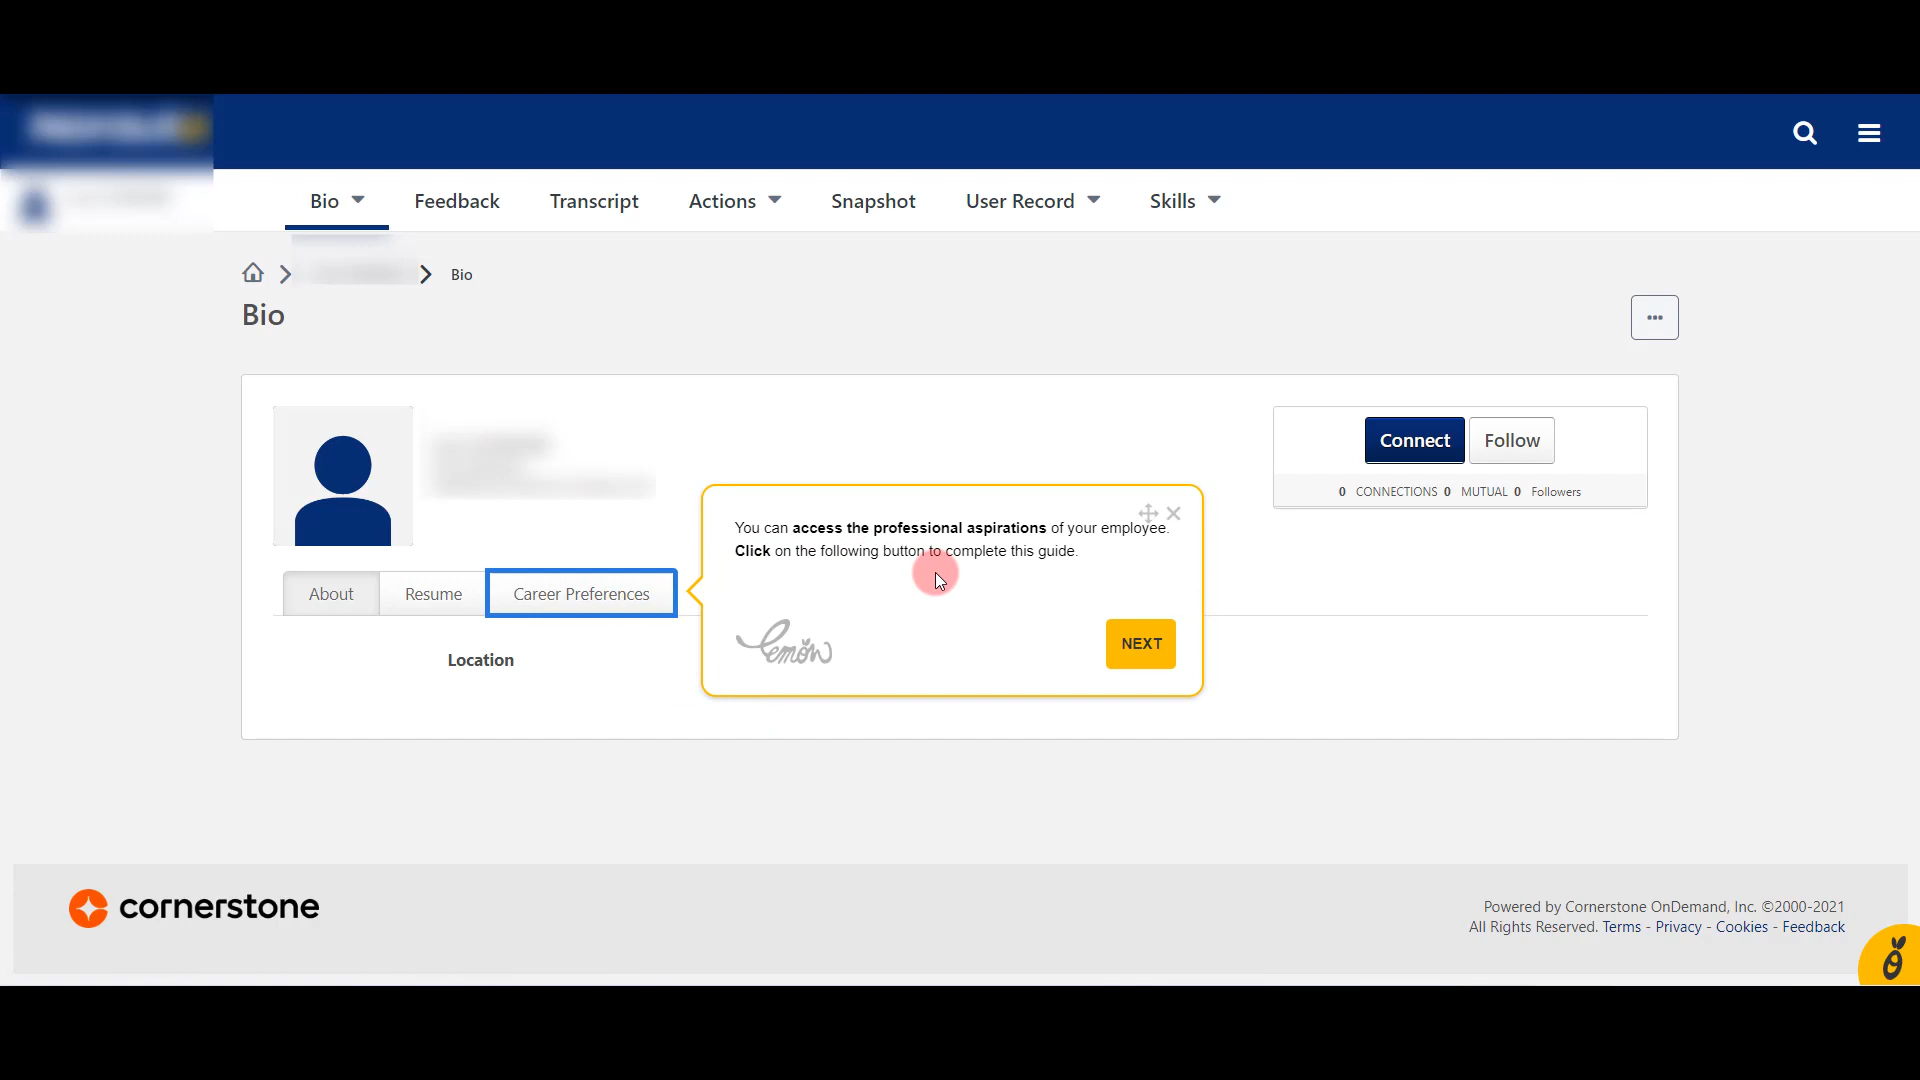 Bio
Feedback
Transcript
Actions
Snapshot
User Record
Skills
Bio
Bio
...
Connect
Follow
0 CONNECTIONS 0 MUTUAL 0 Followers
You can access the professional aspirations of your employee.
Click on the following button to complete this guide.
About
Resume
Career Preferences
lemon
NEXT
Location
cornerstone
Powered by Cornerstone OnDemand, Inc. ©2000-2021
All Rights Reserved. Terms - Privacy - Cookies - Feedback